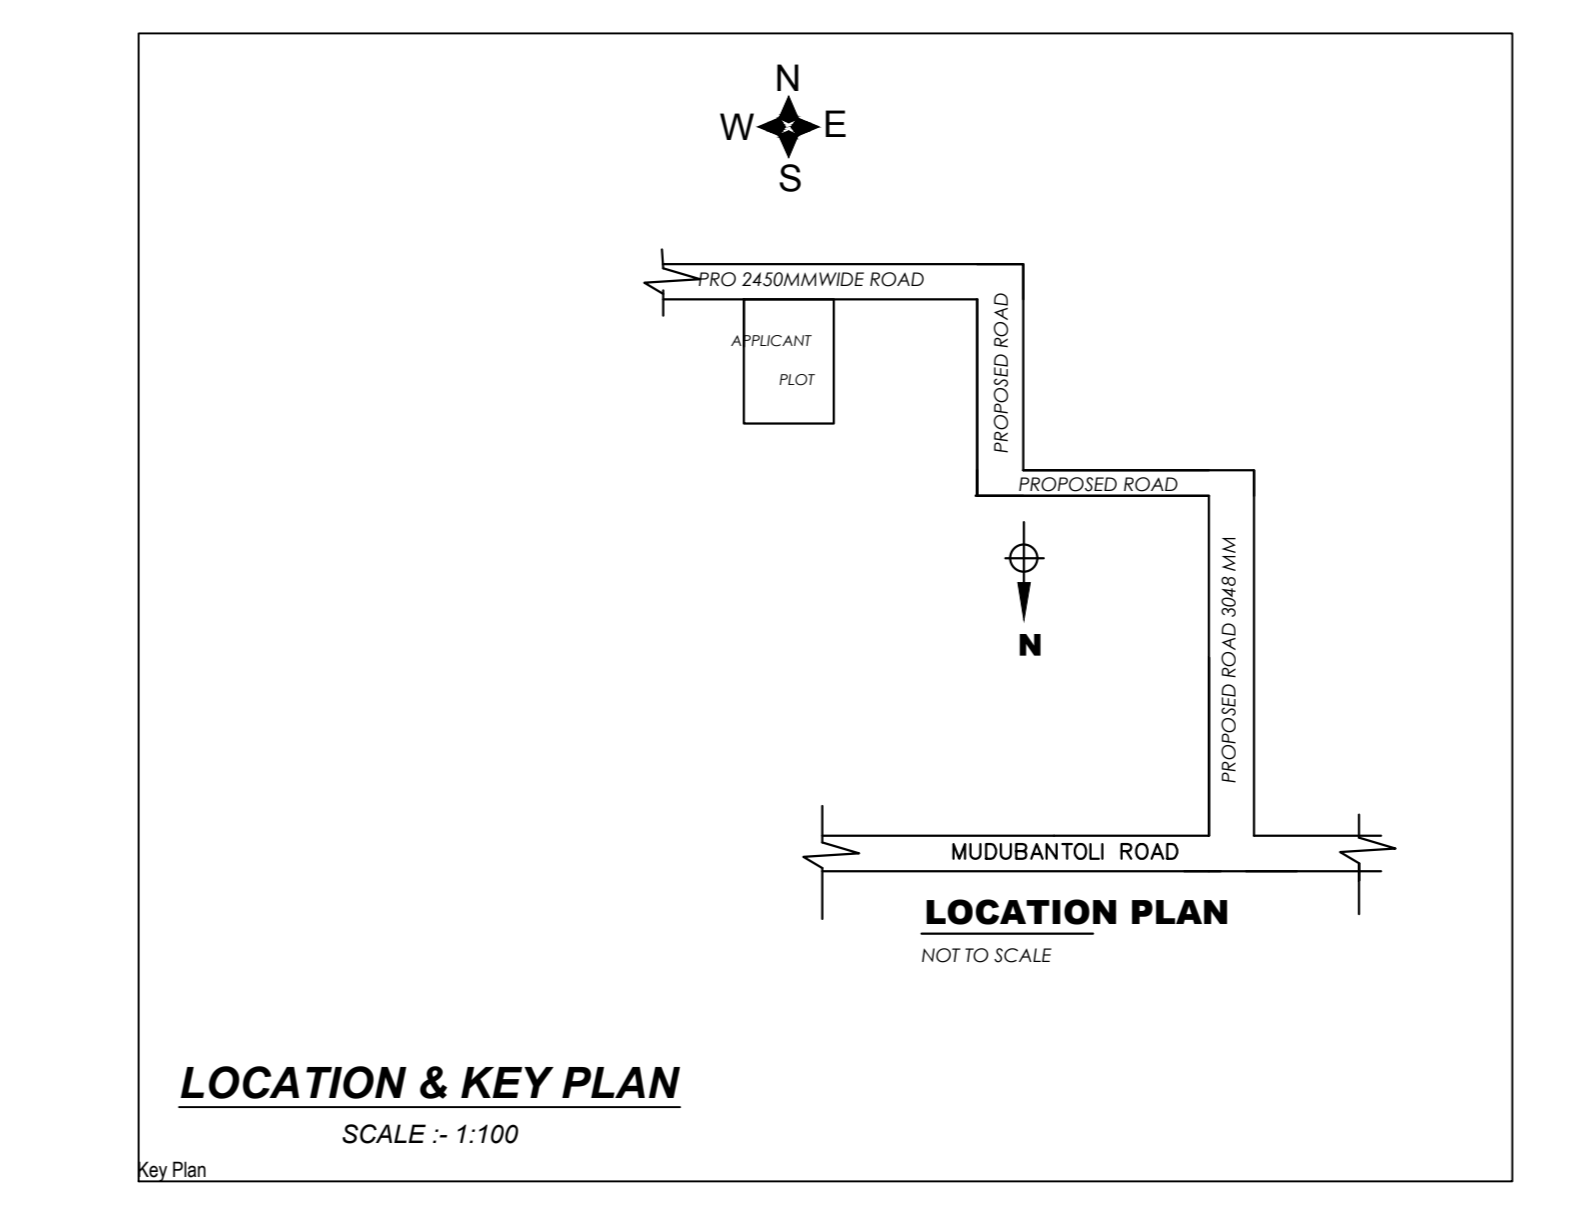 N
W E
S
PRO 2450MMWIDE ROAD
PROPOSED ROAD
APPLICANT
PLOT
PROPOSED ROAD
PROPOSED ROAD 3048 MM
N
MUDUBANTOLI ROAD
LOCATION PLAN
NOT TO SCALE
LOCATION & KEY PLAN
SCALE :- 1:100
Key Plan